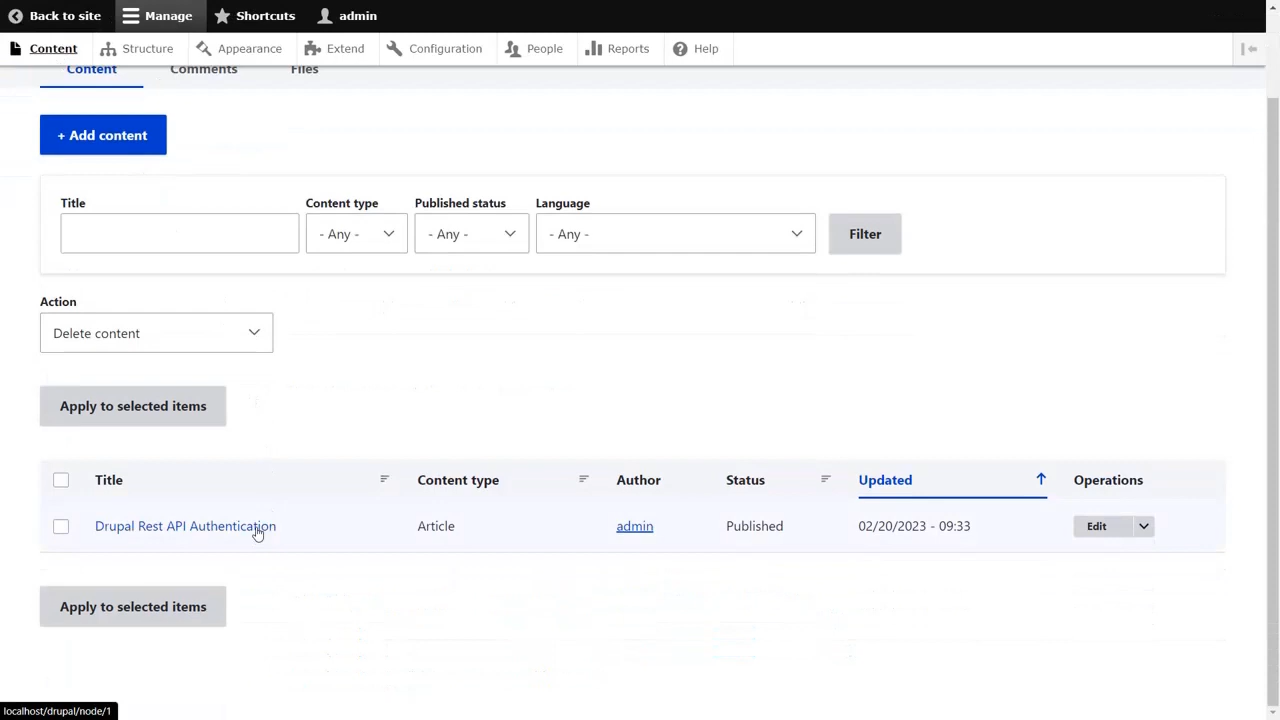 Back to site Manage Shortcuts admin
Content Structure Appearance Extend Configuration People Reports Help
Content Comments Files
+ Add content
Title Content type Published status Language
- Any - - Any - - Any - Filter
Action
Delete content
Apply to selected items
Title Content type Author Status Updated Operations
Drupal Rest API Authentication Article admin Published 02/20/2023 - 09:33 Edit
Apply to selected items
localhost/drupal/node/1